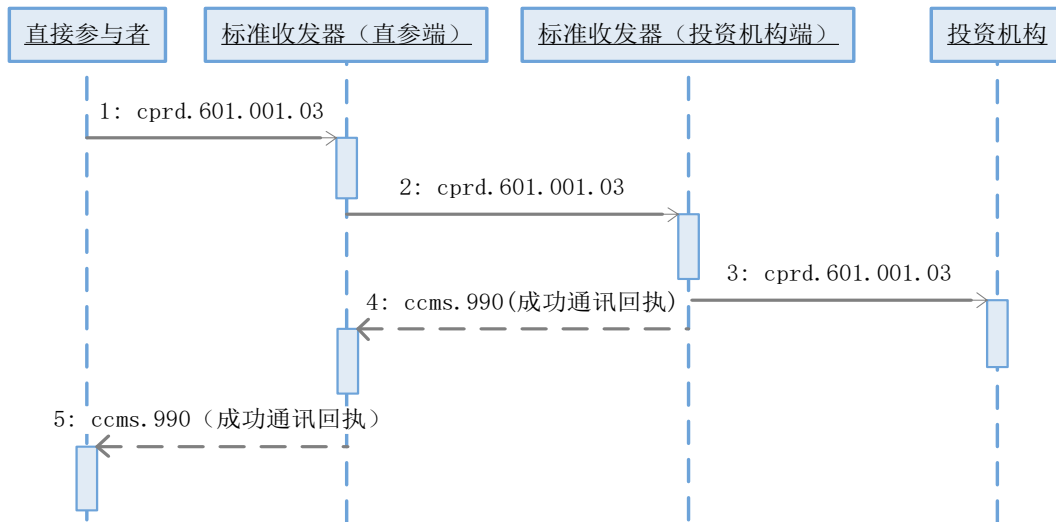 直接参与者
标准收发器（直参端）
标准收发器（投资机构端）
投资机构
1: cprd.601.001.03
2: cprd.601.001.03
3: cprd.601.001.03
4: ccms.990(成功通讯回执)
5: ccms.990（成功通讯回执）